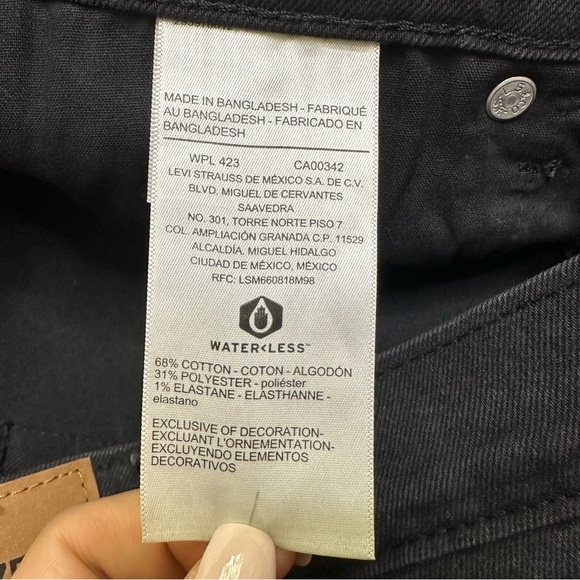 MADE IN BANGLADESH - FABRIQUÉ
AU BANGLADESH - FABRICADO EN
BANGLADESH
WPL 423 CA00342
LEVI STRAUSS DE MÉXICO S.A. DE C.V.
BLVD. MIGUEL DE CERVANTES
SAAVEDRA
NO. 301, TORRE NORTE PISO 7
COL. AMPLIACIÓN GRANADA C.P. 11529
ALCALDÍA, MIGUEL HIDALGO
CIUDAD DE MÉXICO, MÉXICO
RFC: LSM660818M98
WATER<LESS™
68% COTTON - COTON - ALGODÓN
31% POLYESTER - poliéster
1% ELASTANE - ELASTHANNE -
elastano
EXCLUSIVE OF DECORATION-
EXCLUANT L'ORNEMENTATION-
EXCLUYENDO ELEMENTOS
DECORATIVOS